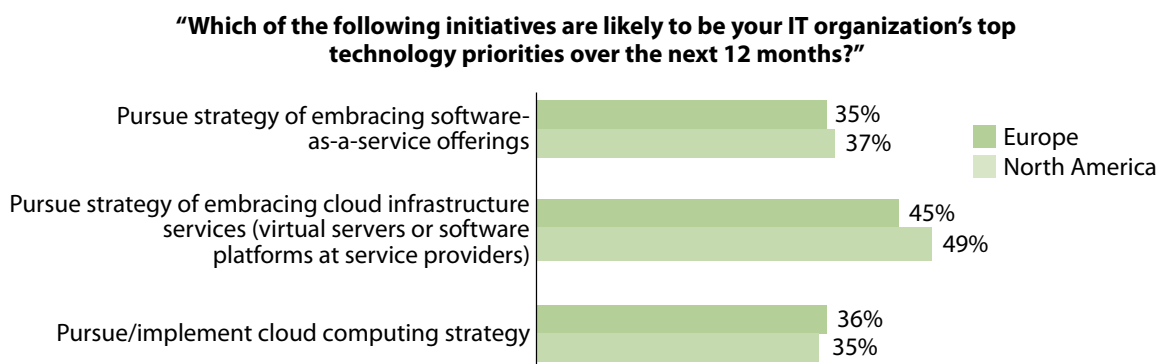 “Which of the following initiatives are likely to be your IT organization’s top
technology priorities over the next 12 months?”
Pursue strategy of embracing software-
as-a-service offerings
35%
37%
Europe
North America
Pursue strategy of embracing cloud infrastructure
services (virtual servers or software
platforms at service providers)
45%
49%
Pursue/implement cloud computing strategy
36%
35%